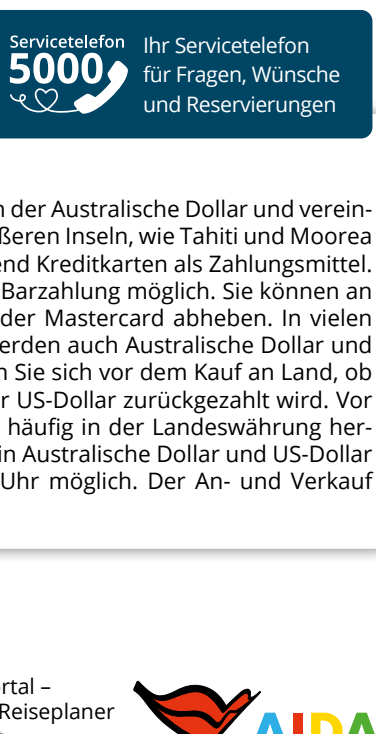 Servicetelefon
5000
Ihr Servicetelefon
für Fragen, Wünsche
und Reservierungen
der Australische Dollar und verein-
ßeren Inseln, wie Tahiti und Moorea
end Kreditkarten als Zahlungsmittel.
Barzahlung möglich. Sie können an
der Mastercard abheben. In vielen
erden auch Australische Dollar und
n Sie sich vor dem Kauf an Land, ob
r US-Dollar zurückgezahlt wird. Vor
häufig in der Landeswährung her-
in Australische Dollar und US-Dollar
Uhr möglich. Der An- und Verkauf
rtal –
Reiseplaner
AIDA